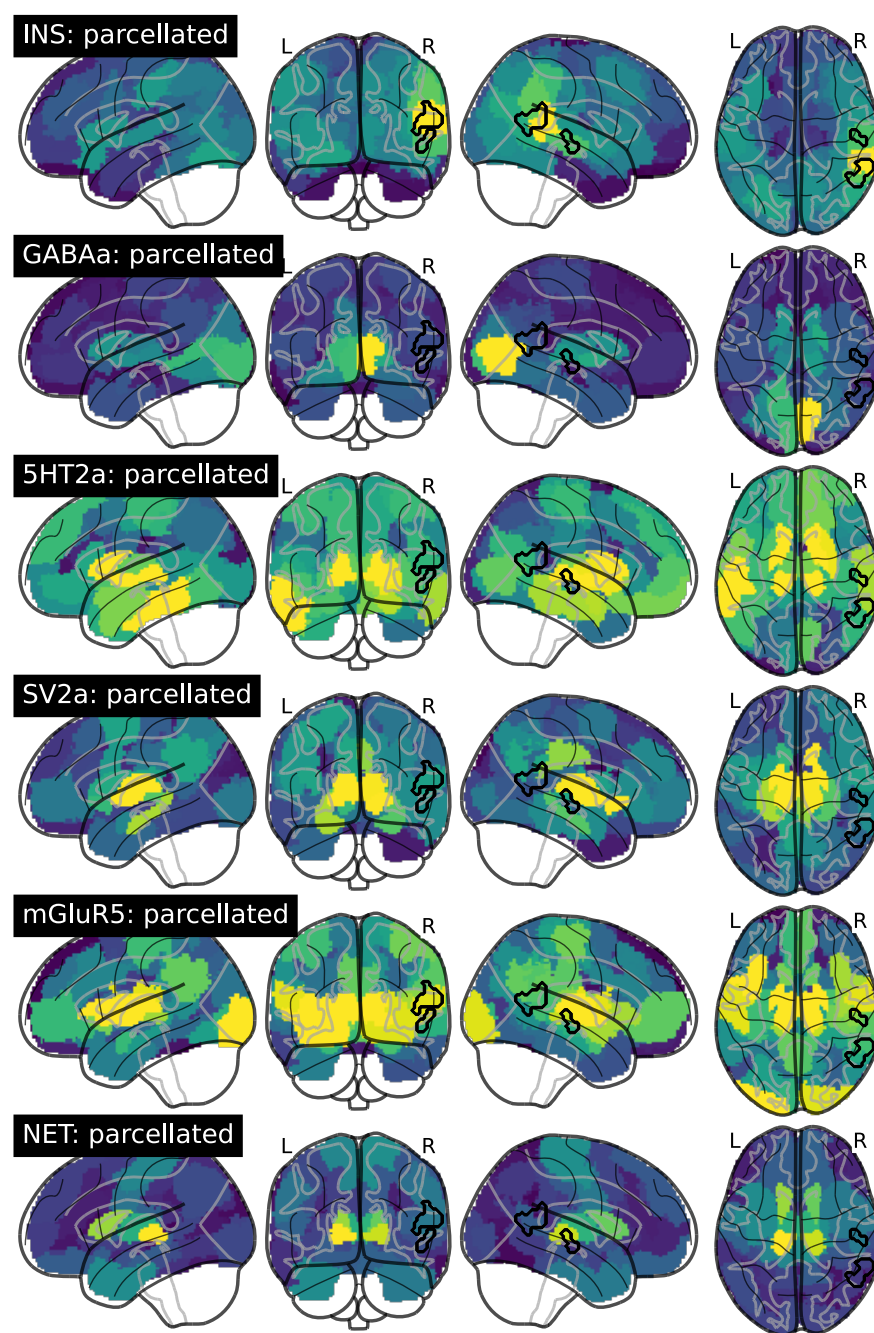 INS: parcellated
L R L R
GABAa: parcellated
L R L R
5HT2a: parcellated
L R L R
SV2a: parcellated
L R L R
mGluR5: parcellated
L R L R
NET: parcellated
L R L R